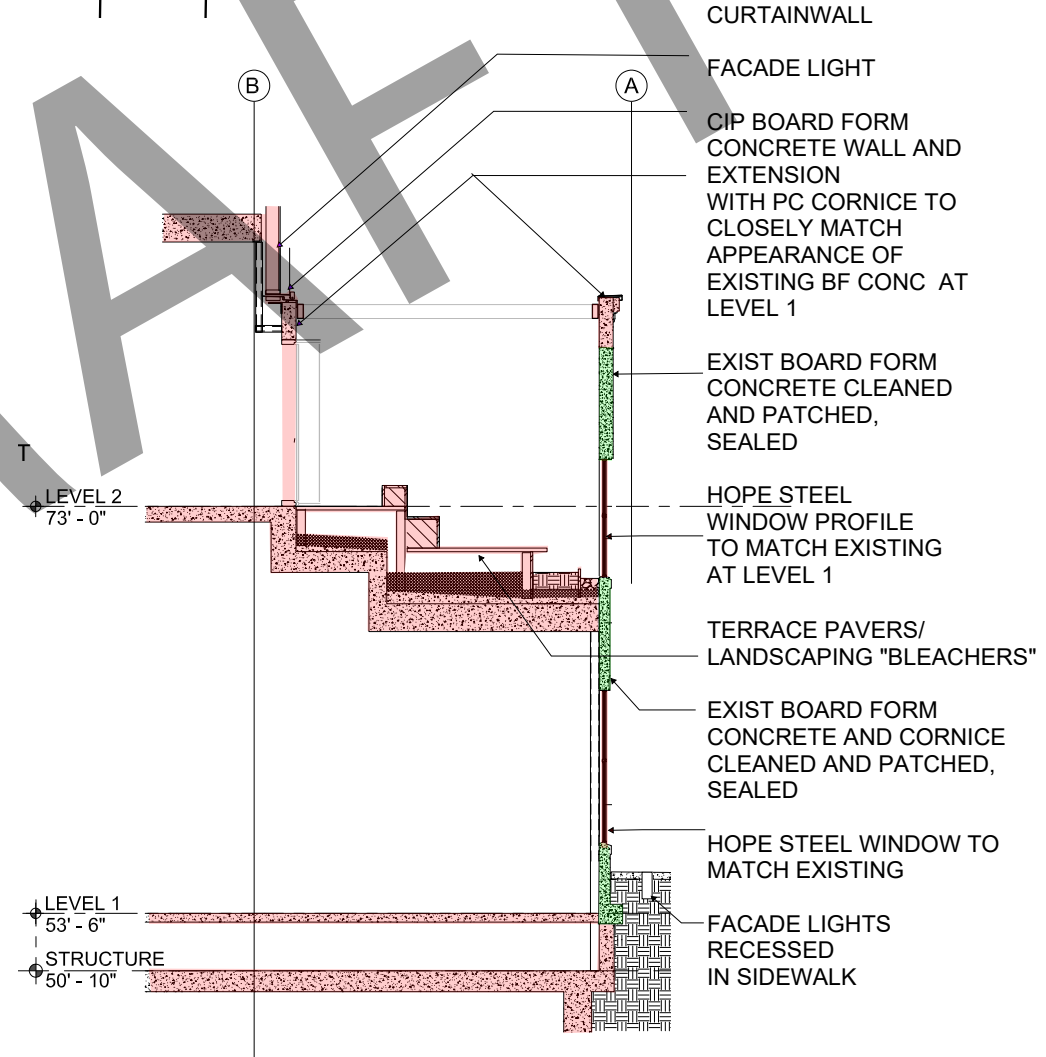 CURTAINWALL
FACADE LIGHT
B
A
CIP BOARD FORM
CONCRETE WALL AND
EXTENSION
WITH PC CORNICE TO
CLOSELY MATCH
APPEARANCE OF
EXISTING BF CONC AT
LEVEL 1
EXIST BOARD FORM
CONCRETE CLEANED
AND PATCHED,
SEALED
T
LEVEL 2
73' - 0"
HOPE STEEL
WINDOW PROFILE
TO MATCH EXISTING
AT LEVEL 1
TERRACE PAVERS/
LANDSCAPING "BLEACHERS"
EXIST BOARD FORM
CONCRETE AND CORNICE
CLEANED AND PATCHED,
SEALED
HOPE STEEL WINDOW TO
MATCH EXISTING
LEVEL 1
53' - 6"
FACADE LIGHTS
RECESSED
IN SIDEWALK
STRUCTURE
50' - 10"